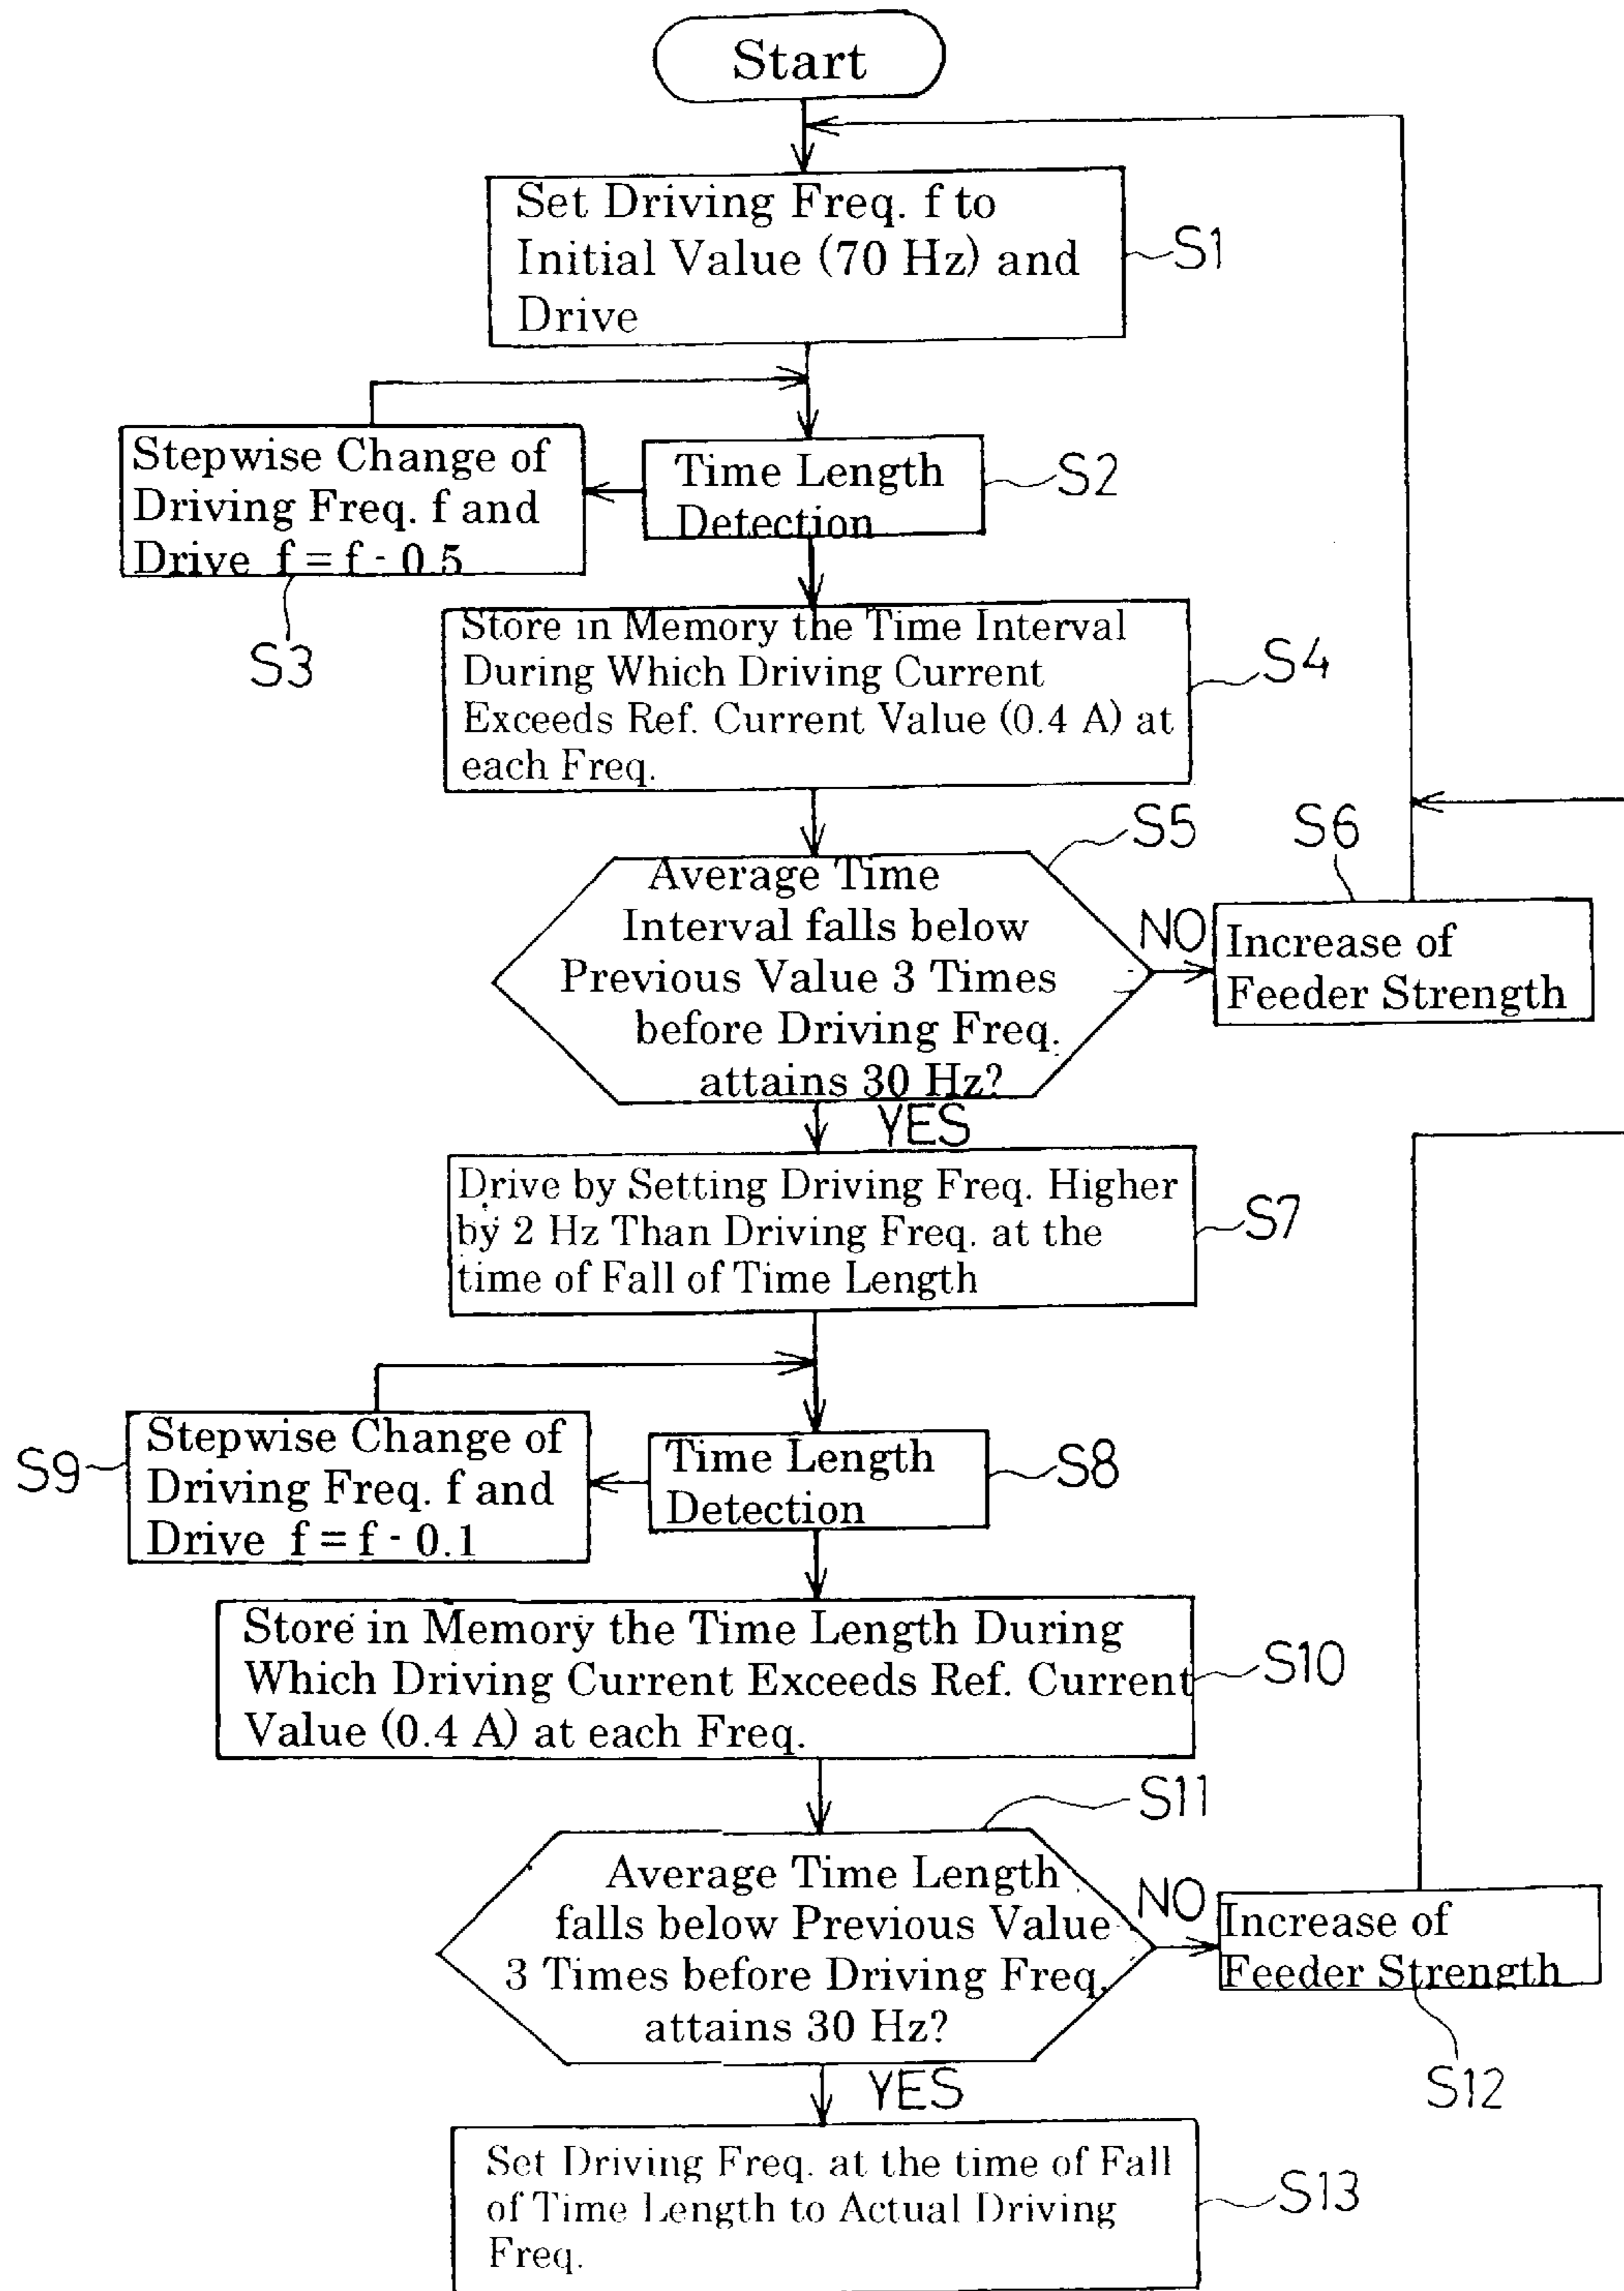 Start
Set Driving Freq. f to
Initial Value (70 Hz) and
Drive
S1
Stepwise Change of
Driving Freq. f and
Drive f = f - 0.5
S3
Time Length
Detection
S2
Store in Memory the Time Interval
During Which Driving Current
Exceeds Ref. Current Value (0.4 A) at
each Freq.
S4
Average Time
Interval falls below
Previous Value 3 Times
before Driving Freq.
attains 30 Hz?
S5
NO
S6
Increase of
Feeder Strength
YES
Drive by Setting Driving Freq. Higher
by 2 Hz Than Driving Freq. at the
time of Fall of Time Length
S7
S9
Stepwise Change of
Driving Freq. f and
Drive f = f - 0.1
Time Length
Detection
S8
Store in Memory the Time Length During
Which Driving Current Exceeds Ref. Current
Value (0.4 A) at each Freq.
S10
Average Time Length
falls below Previous Value
3 Times before Driving Freq.
attains 30 Hz?
S11
NO
Increase of
Feeder Strength
S12
YES
Set Driving Freq. at the time of Fall
of Time Length to Actual Driving
Freq.
S13